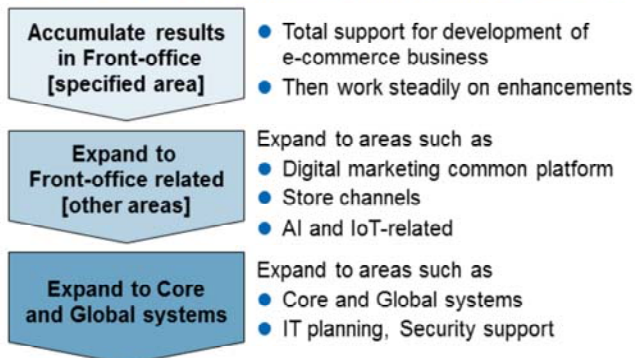 Accumulate results
in Front-office
[specified area]
● Total support for development of
e-commerce business
● Then work steadily on enhancements
Expand to
Front-office related
[other areas]
Expand to areas such as
● Digital marketing common platform
● Store channels
● AI and IoT-related
Expand to Core
and Global systems
Expand to areas such as
● Core and Global systems
● IT planning, Security support